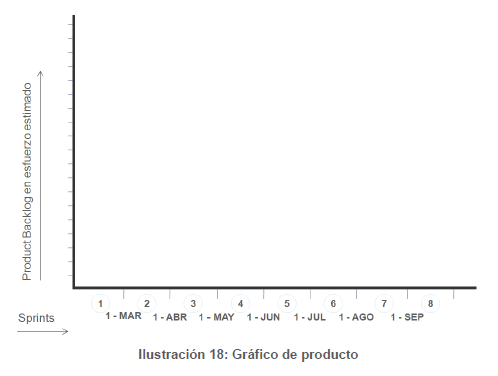 Product Backlog en esfuerzo estimado
1 2 3 4 5 6 7 8
1 - MAR 1 - ABR 1 - MAY 1 - JUN 1 - JUL 1 - AGO 1 - SEP
Sprints
Ilustración 18: Gráfico de producto